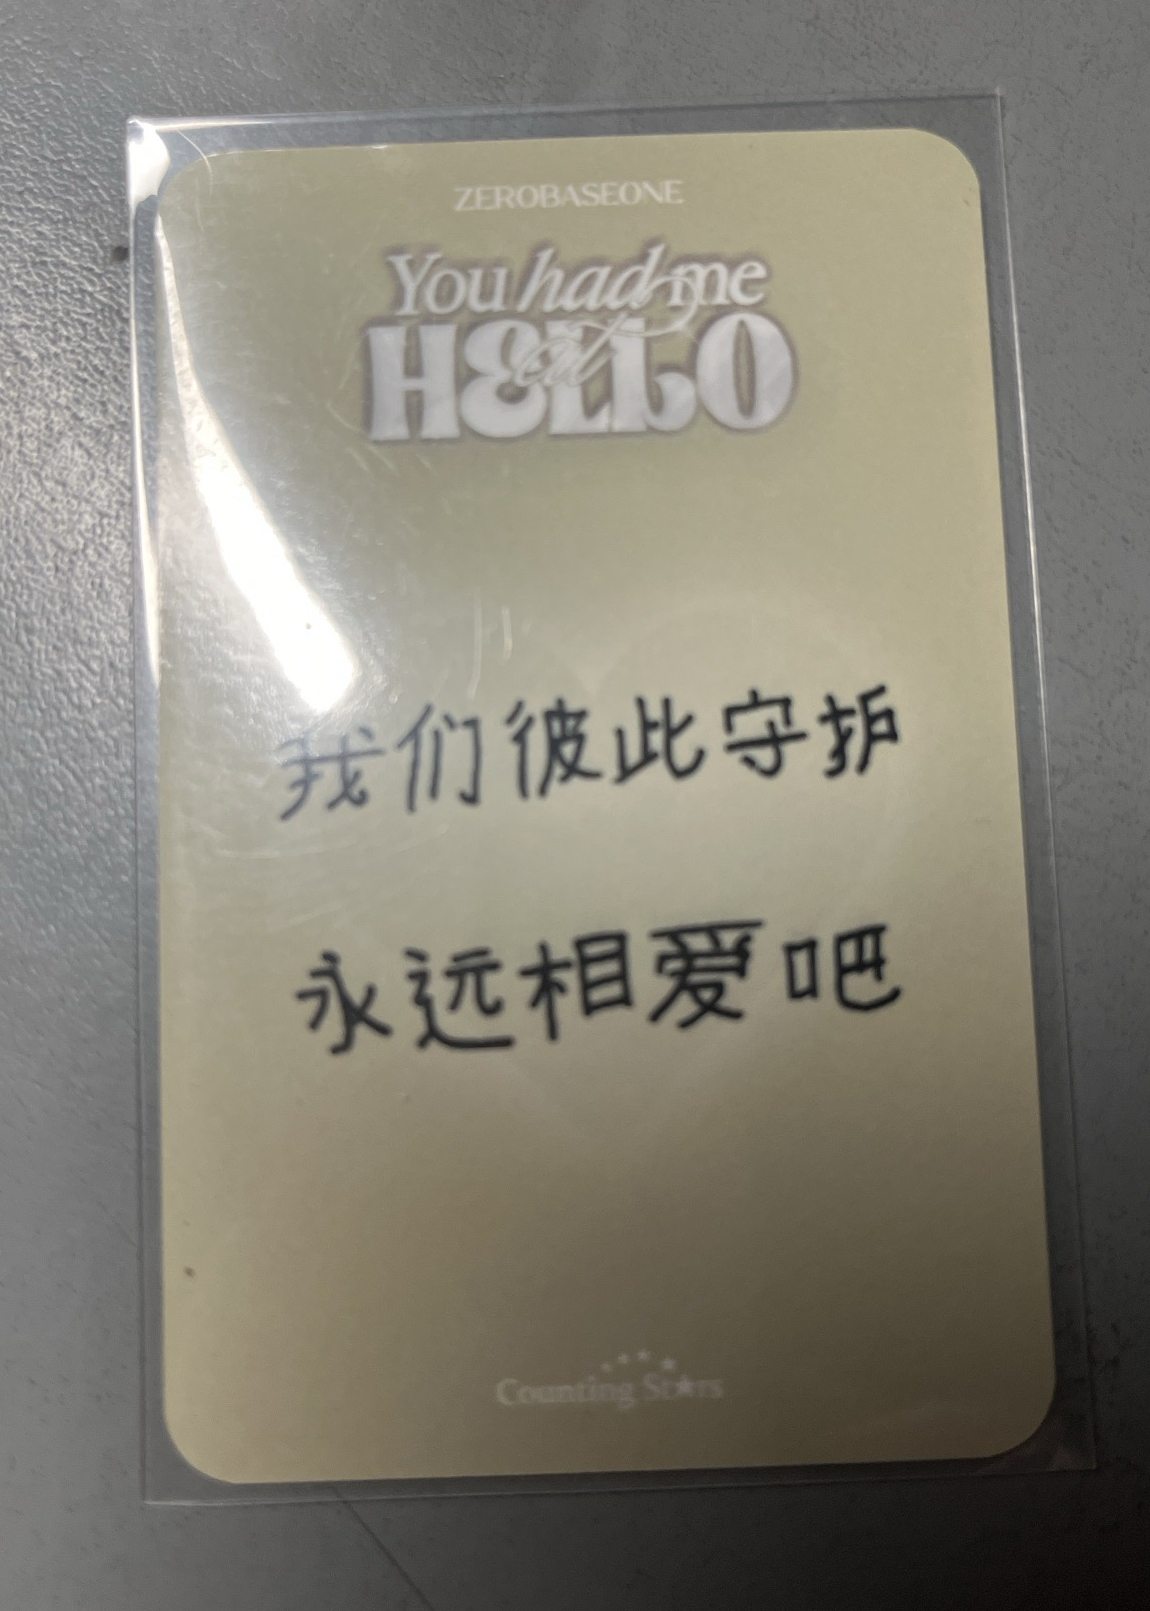 ZEROBASEONE
You had me
at
HELLO
我们彼此守护
永远相爱吧
Counting Stars